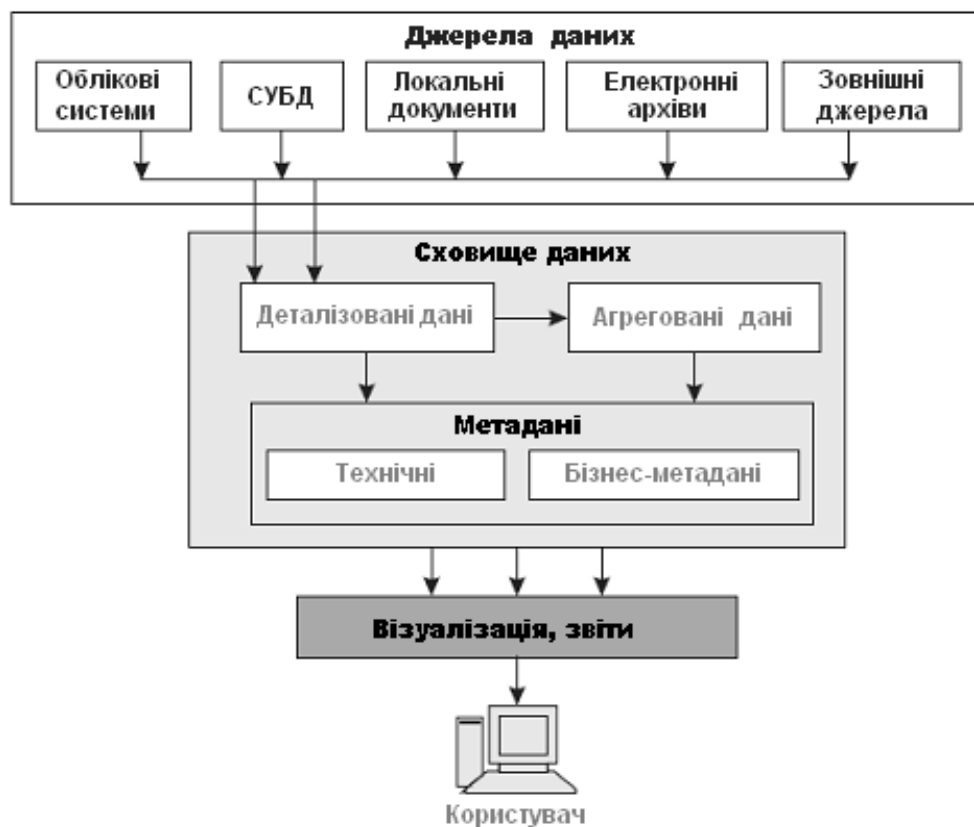 Джерела даних
Облікові
системи
СУБД
Локальні
документи
Електронні
архіви
Зовнішні
джерела
Сховище даних
Деталізовані дані
Агреговані дані
Метадані
Технічні
Бізнес-метадані
Візуалізація, звіти
Користувач